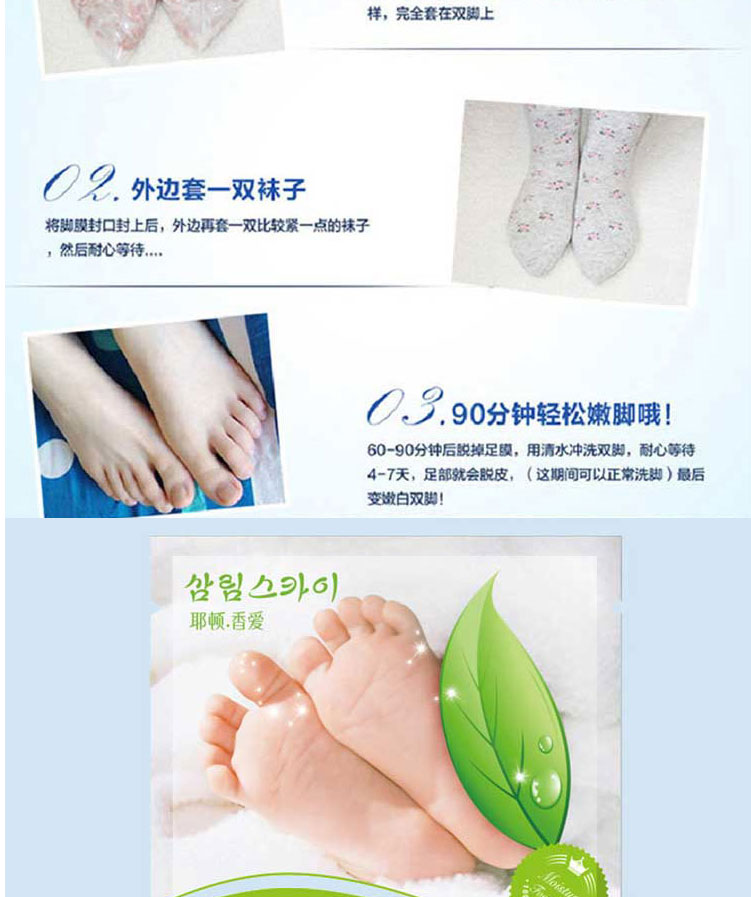 样，完全套在双脚上
02. 外边套一双袜子
将脚膜封口封上后，外边再套一双比较紧一点的袜子
，然后耐心等待....
03. 90分钟轻松嫩脚哦！
60-90分钟后脱掉足膜，用清水冲洗双脚，耐心等待
4-7天，足部就会脱皮，（这期间可以正常洗脚）最后
变嫩白双脚！
삼림스카이
耶顿.香爱